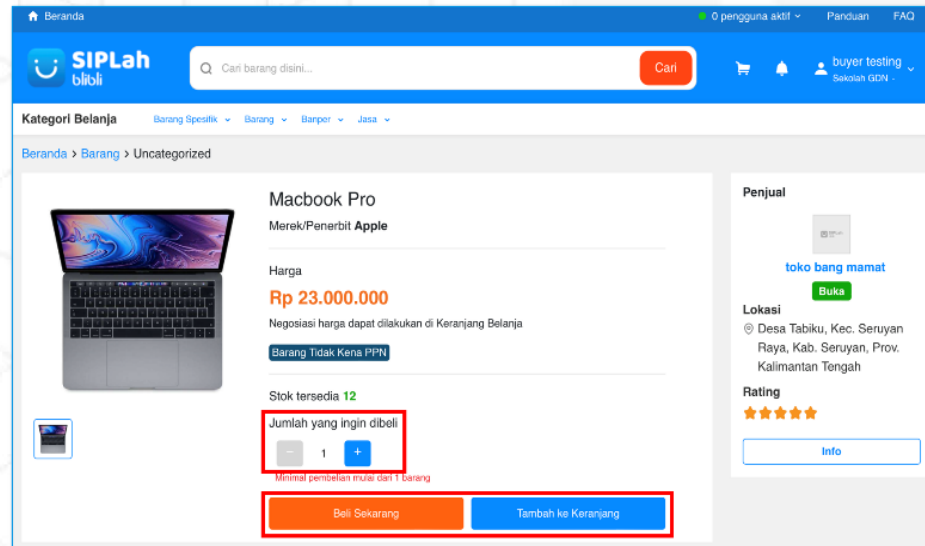 Beranda
0 pengguna aktif
Panduan
FAQ
SIPLah
blibli
Cari barang disini...
Cari
buyer testing
Sekolah GDN -
Kategori Belanja
Barang Spesifik
Barang
Banper
Jasa
Beranda > Barang > Uncategorized
Macbook Pro
Merek/Penerbit Apple
Harga
Rp 23.000.000
Negosiasi harga dapat dilakukan di Keranjang Belanja
Barang Tidak Kena PPN
Stok tersedia 12
Jumlah yang ingin dibeli
- 1 +
Minimal pembelian mulai dari 1 barang
Beli Sekarang
Tambah ke Keranjang
Penjual
toko bang mamat
Buka
Lokasi
Desa Tabiku, Kec. Seruyan
Raya, Kab. Seruyan, Prov.
Kalimantan Tengah
Rating
Info